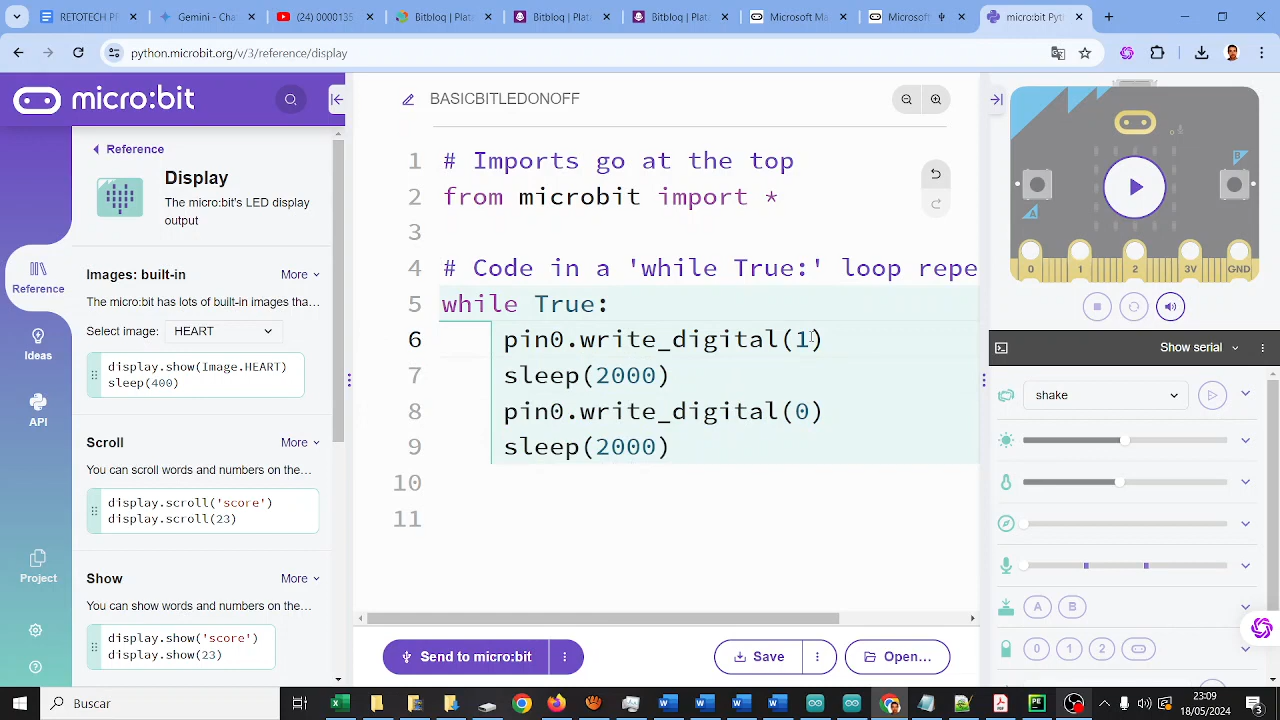 RETOTECH PF
Gemini - Cha
(24) 0000135
Bitbloq | Plat
Bitbloq | Plat
Bitbloq | Plat
Microsoft Ma
Microsoft
micro:bit Pyt
python.microbit.org/v/3/reference/display
micro:bit
Reference
Ideas
API
Project
Reference
Display
The micro:bit's LED display
output
Images: built-in
More
The micro:bit has lots of built-in images tha...
Select image:
HEART
display.show(Image.HEART)
sleep(400)
Scroll
More
You can scroll words and numbers on the...
display.scroll('score')
display.scroll(23)
Show
More
You can show words and numbers on the...
display.show('score')
display.show(23)
BASICBITLEDONOFF
1 # Imports go at the top
2 from microbit import *
3
4 # Code in a 'while True:' loop repe
5 while True:
6 pin0.write_digital(1)
7 sleep(2000)
8 pin0.write_digital(0)
9 sleep(2000)
10
11
Send to micro:bit
Save
Open...
A
B
0 1 2 3V GND
Show serial
shake
A B
0 1 2
Buscar
23:09
18/05/2024